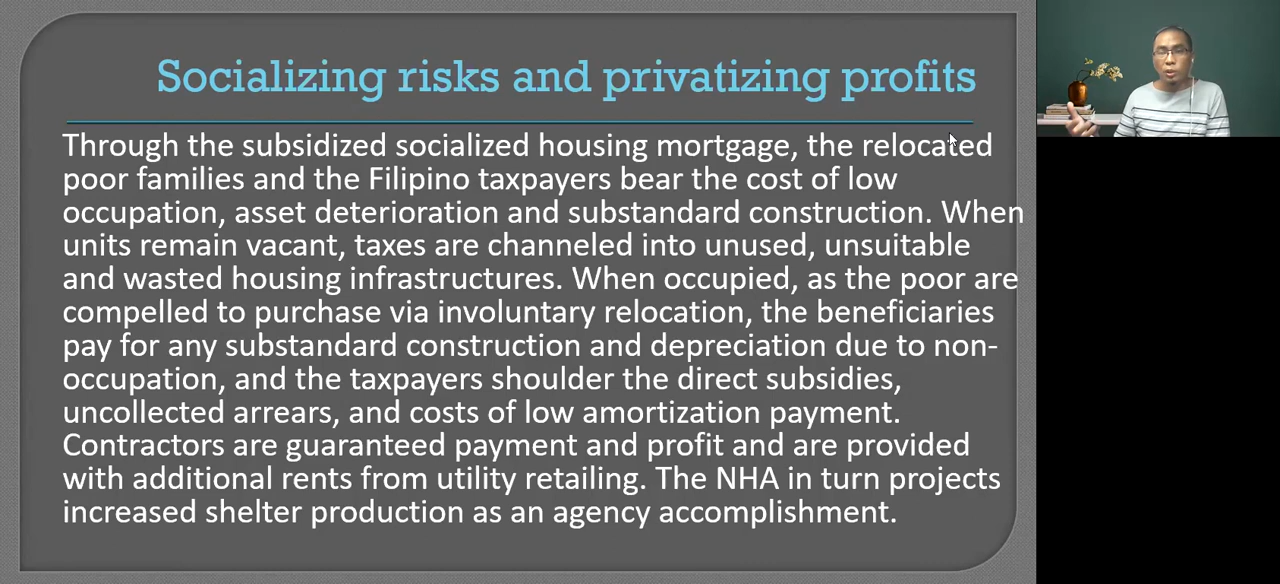 Socializing risks and privatizing profits
Through the subsidized socialized housing mortgage, the relocated
poor families and the Filipino taxpayers bear the cost of low
occupation, asset deterioration and substandard construction. When
units remain vacant, taxes are channeled into unused, unsuitable
and wasted housing infrastructures. When occupied, as the poor are
compelled to purchase via involuntary relocation, the beneficiaries
pay for any substandard construction and depreciation due to non-
occupation, and the taxpayers shoulder the direct subsidies,
uncollected arrears, and costs of low amortization payment.
Contractors are guaranteed payment and profit and are provided
with additional rents from utility retailing. The NHA in turn projects
increased shelter production as an agency accomplishment.